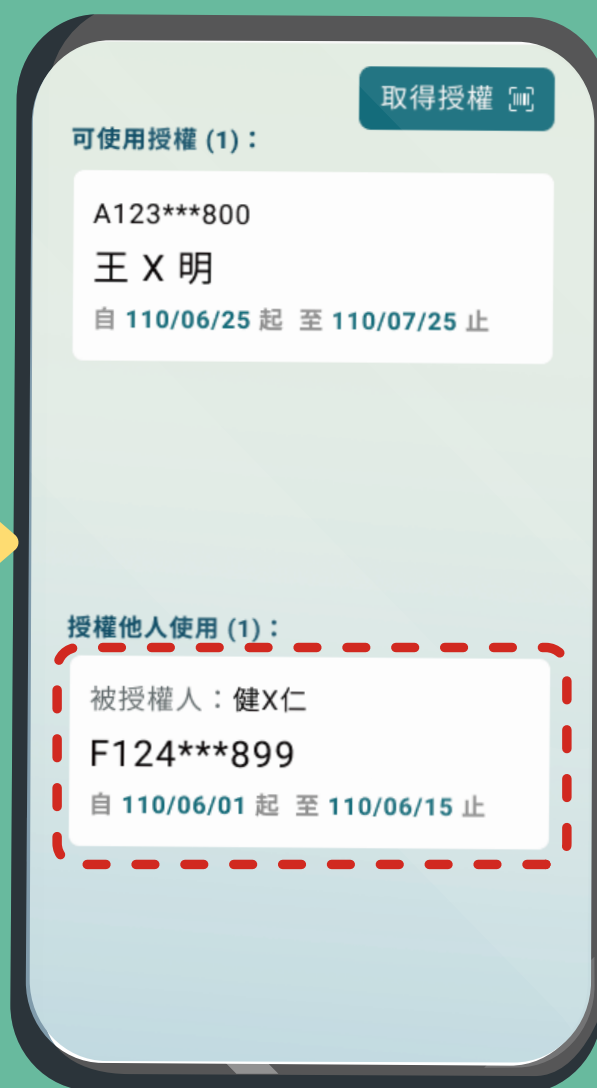 取得授權
可使用授權 (1)：
A123***800
王 X 明
自 110/06/25 起 至 110/07/25 止
授權他人使用 (1)：
被授權人：健X仁
F124***899
自 110/06/01 起 至 110/06/15 止